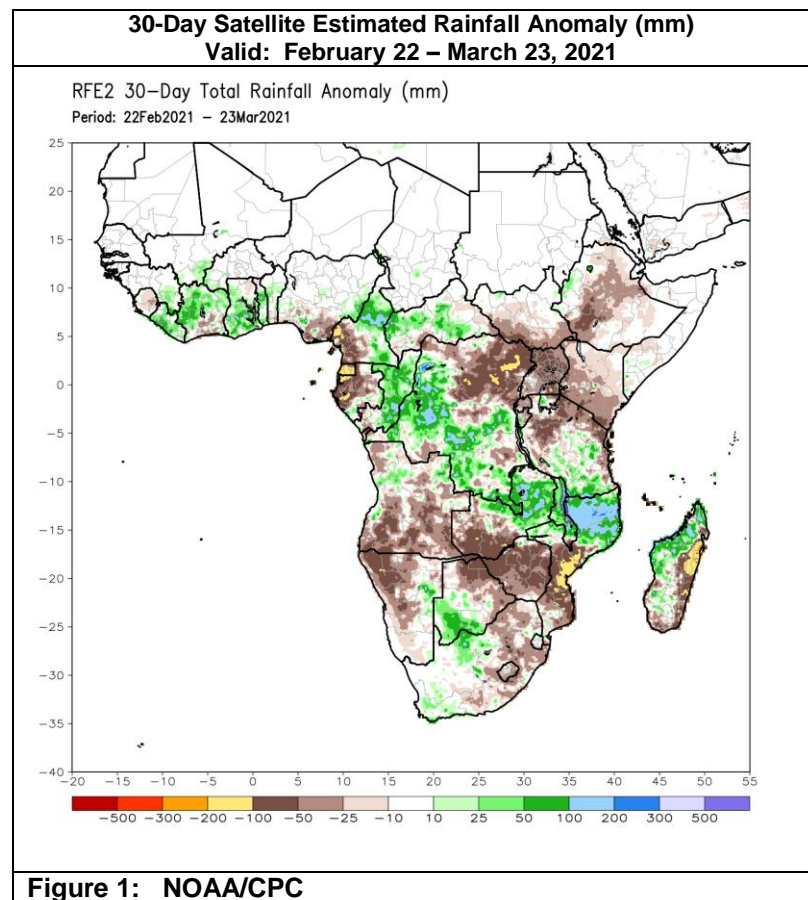 30-Day Satellite Estimated Rainfall Anomaly (mm)
Valid: February 22 – March 23, 2021
RFE2 30-Day Total Rainfall Anomaly (mm)
Period: 22Feb2021 – 23Mar2021
25
20
15
10
5
0
-5
-10
-15
-20
-25
-30
-35
-40
-20 -15 -10 -5 0 5 10 15 20 25 30 35 40 45 50 55
-500 -300 -200 -100 -50 -25 -10 10 25 50 100 200 300 500
Figure 1: NOAA/CPC